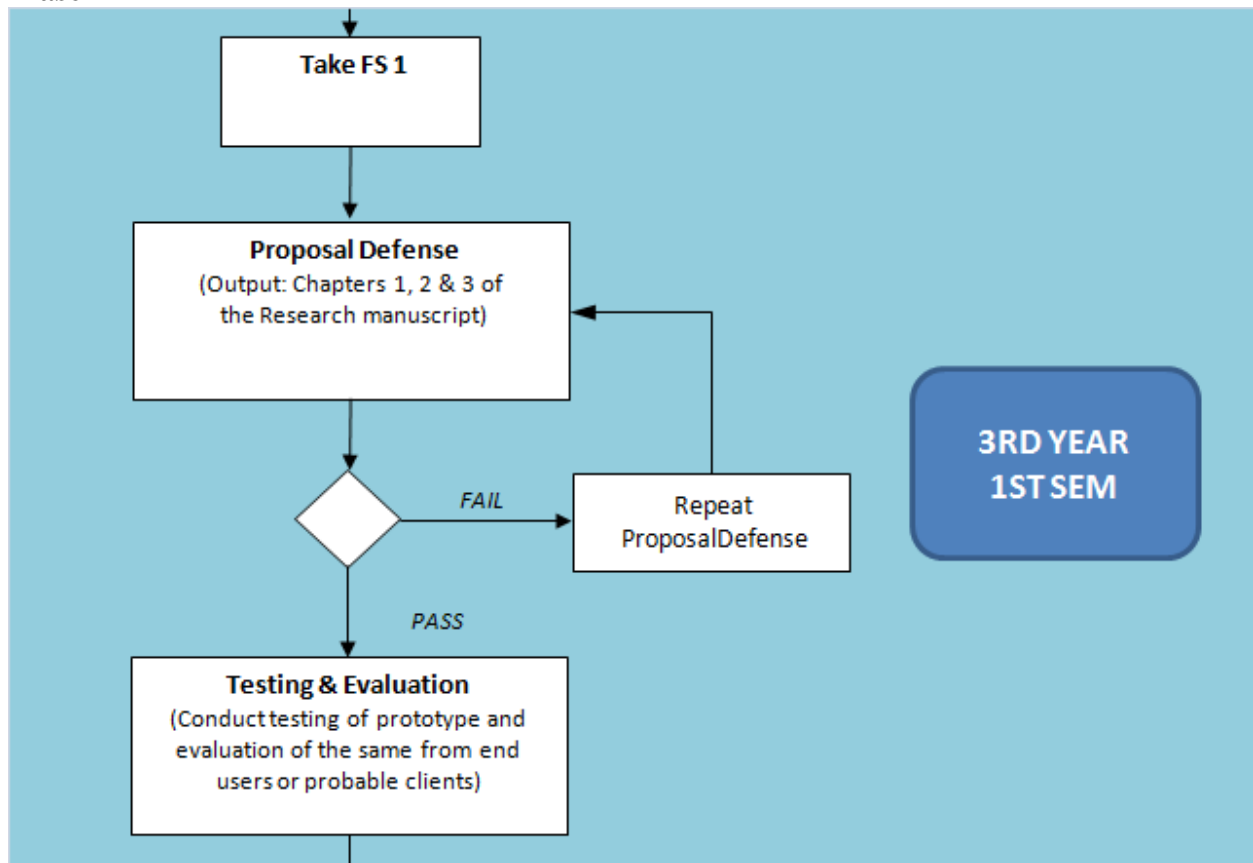 Take FS 1
Proposal Defense
(Output: Chapters 1, 2 & 3 of
the Research manuscript)
3RD YEAR
1ST SEM
FAIL
Repeat
ProposalDefense
PASS
Testing & Evaluation
(Conduct testing of prototype and
evaluation of the same from end
users or probable clients)